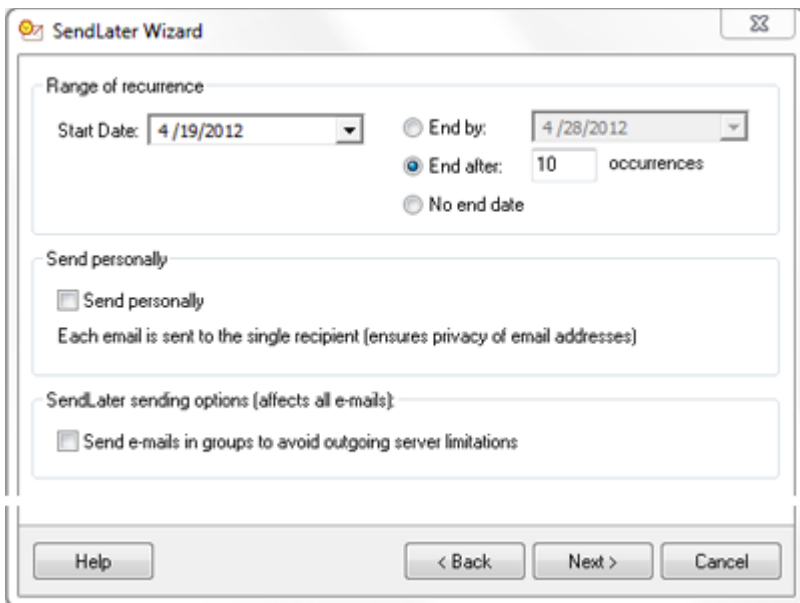 SendLater Wizard
Range of recurrence
Start Date: 4 /19/2012
End by: 4 /28/2012
End after: 10 occurrences
No end date
Send personally
Send personally
Each email is sent to the single recipient (ensures privacy of email addresses)
SendLater sending options (affects all e-mails):
Send e-mails in groups to avoid outgoing server limitations
Help < Back Next > Cancel